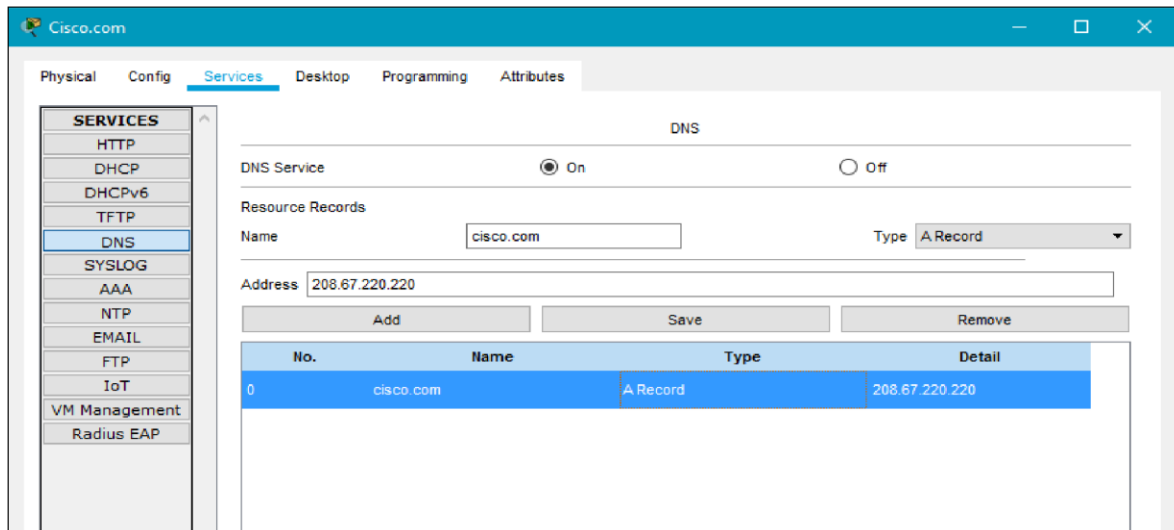 Cisco.com
Physical Config Services Desktop Programming Attributes
SERVICES
HTTP
DHCP
DHCPv6
TFTP
DNS
SYSLOG
AAA
NTP
EMAIL
FTP
IoT
VM Management
Radius EAP
DNS
DNS Service On Off
Resource Records
Name cisco.com Type A Record
Address 208.67.220.220
Add Save Remove
No. Name Type Detail
0 cisco.com A Record 208.67.220.220